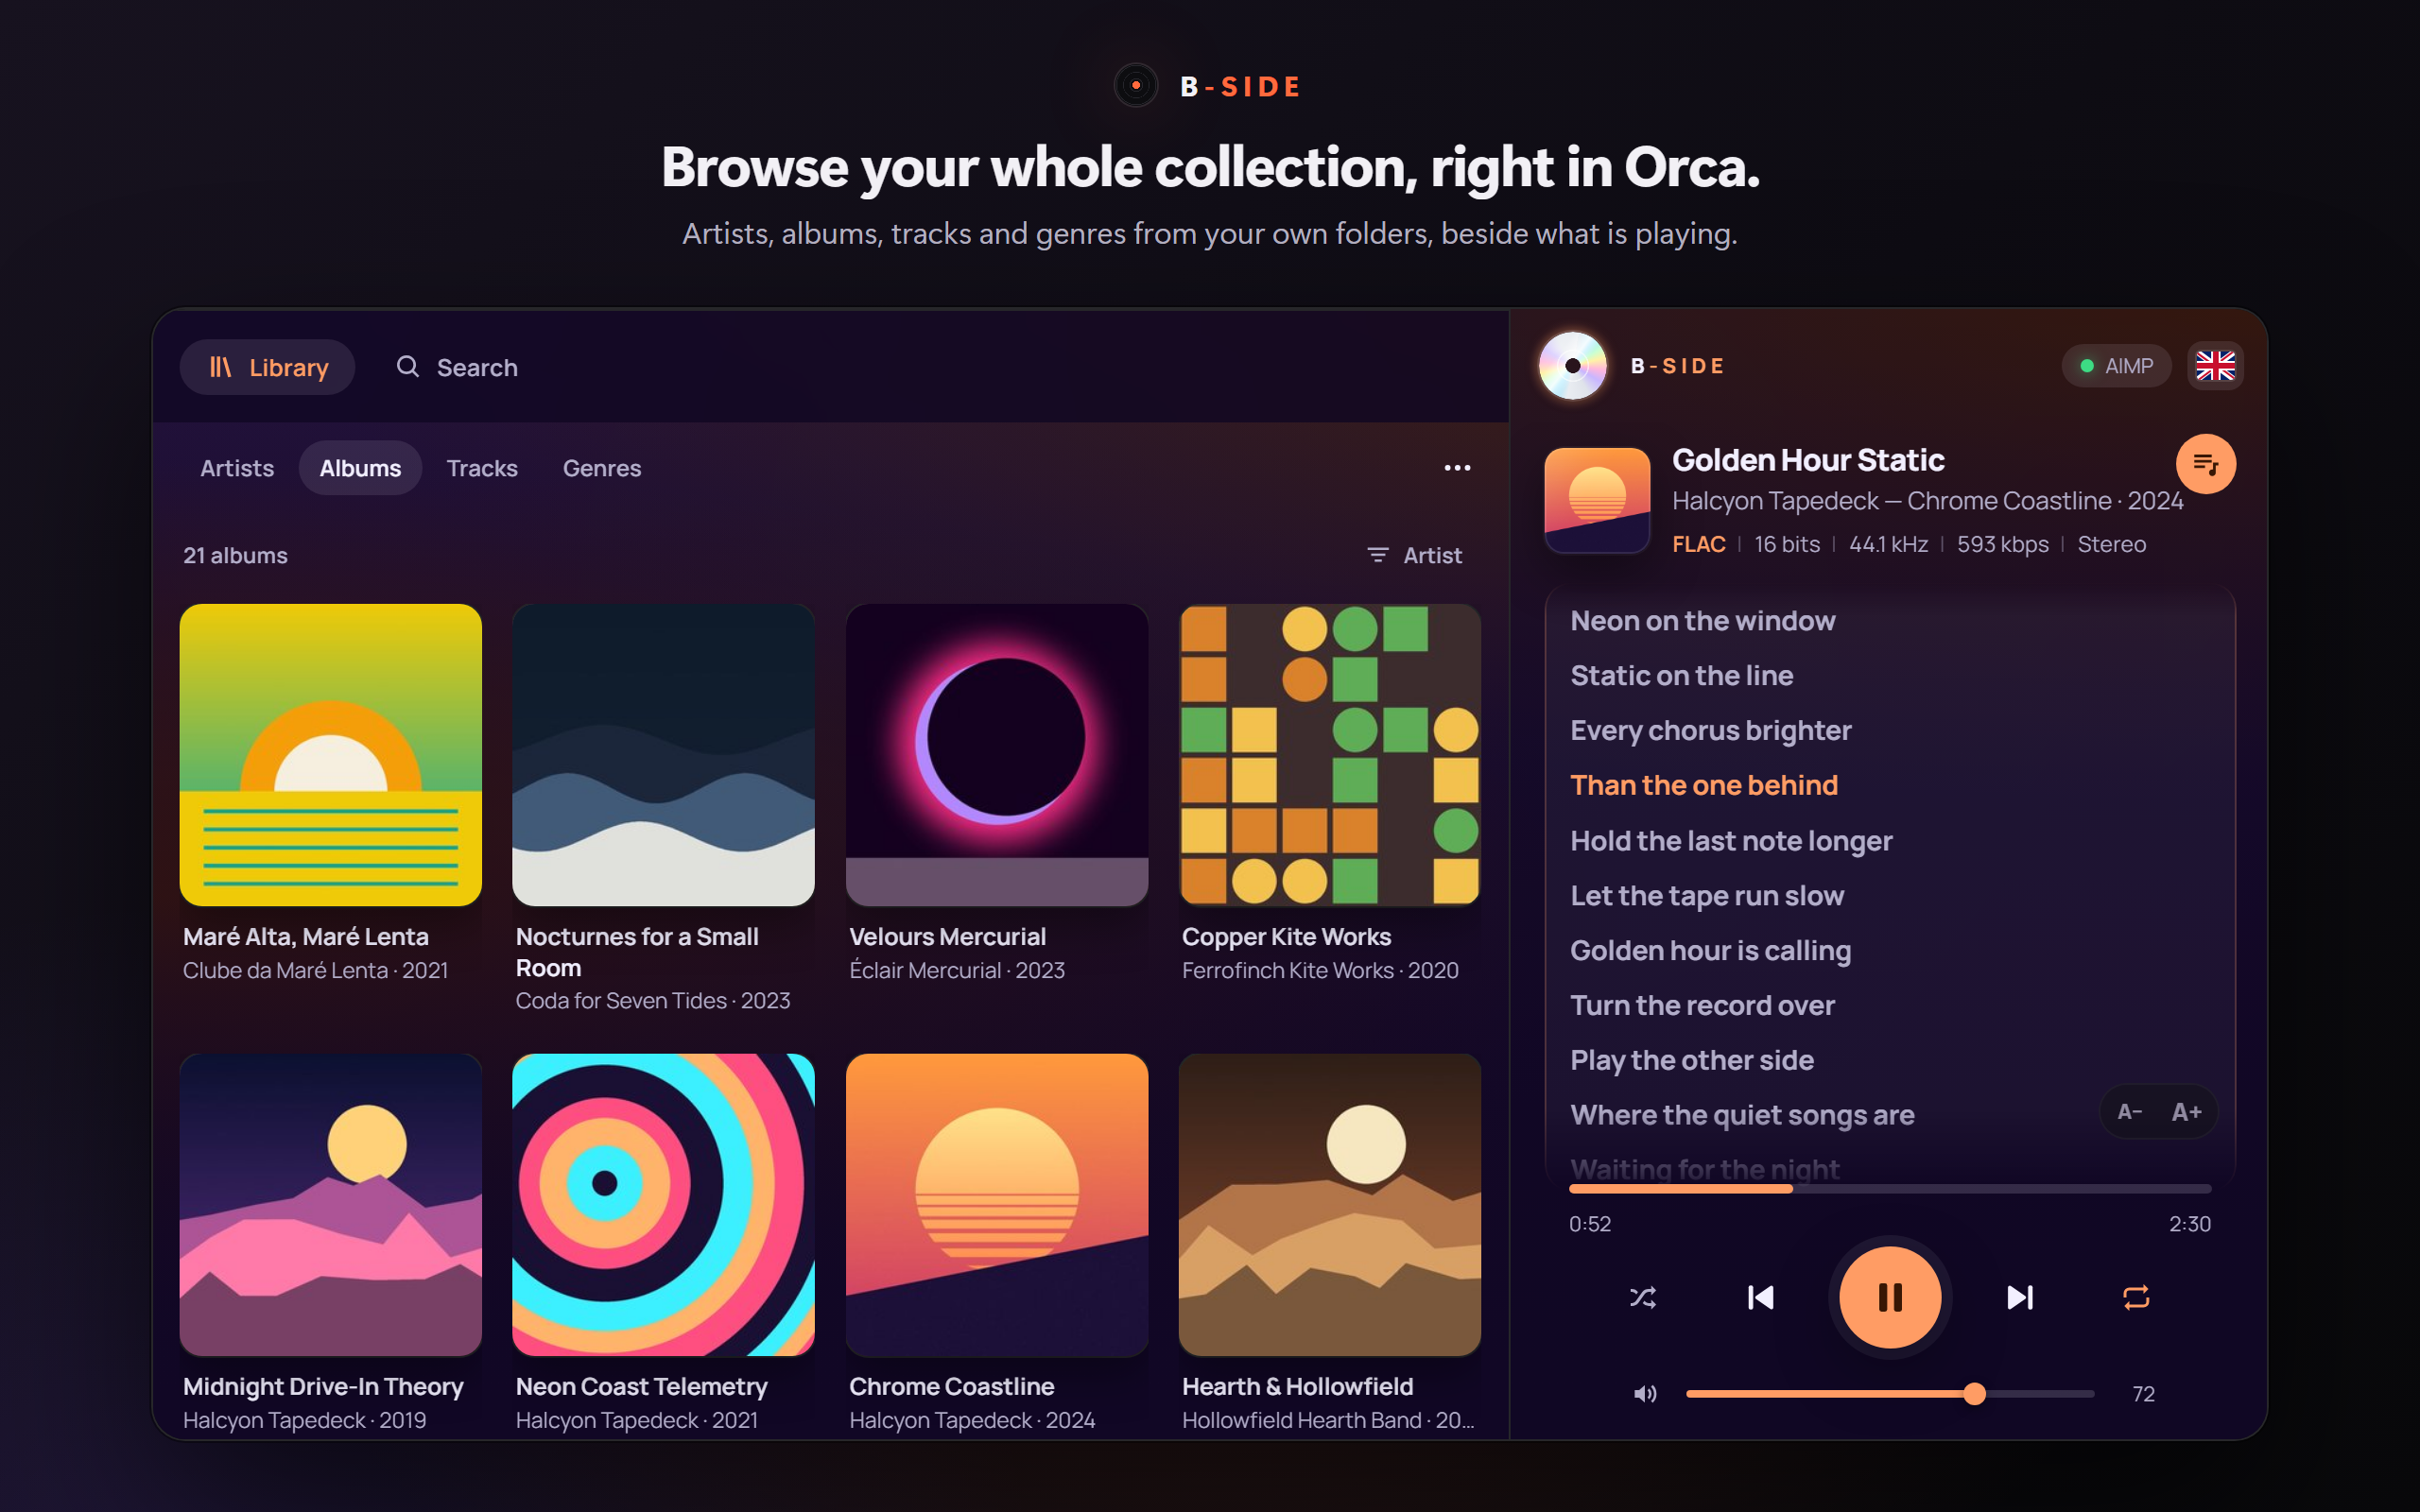 B-SIDE
Browse your whole collection, right in Orca.
Artists, albums, tracks and genres from your own folders, beside what is playing.
Library
Search
Artists
Albums
Tracks
Genres
21 albums
Artist
Maré Alta, Maré Lenta
Clube da Maré Lenta · 2021
Nocturnes for a Small
Room
Coda for Seven Tides · 2023
Velours Mercurial
Éclair Mercurial · 2023
Copper Kite Works
Ferrofinch Kite Works · 2020
Midnight Drive-In Theory
Halcyon Tapedeck · 2019
Neon Coast Telemetry
Halcyon Tapedeck · 2021
Chrome Coastline
Halcyon Tapedeck · 2024
Hearth & Hollowfield
Hollowfield Hearth Band · 20...
B-SIDE
AIMP
Golden Hour Static
Halcyon Tapedeck — Chrome Coastline · 2024
FLAC | 16 bits | 44.1 kHz | 593 kbps | Stereo
Neon on the window
Static on the line
Every chorus brighter
Than the one behind
Hold the last note longer
Let the tape run slow
Golden hour is calling
Turn the record over
Play the other side
Where the quiet songs are
A- A+
Waiting for the night
0:52
2:30
72